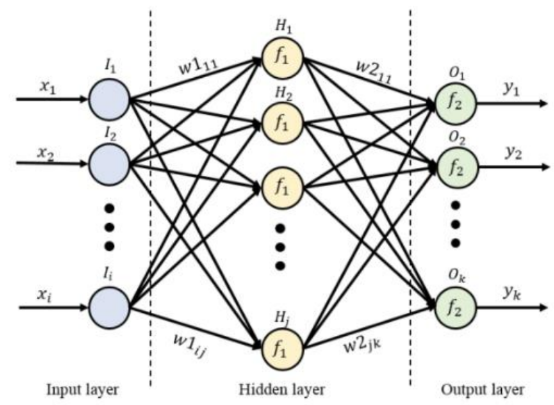 H₁
I₁ w1₁₁ f₁ w2₁₁ O₁
x₁ H₂ f₂ y₁
I₂ f₁ O₂
x₂ f₂ y₂
f₁
Iᵢ Oₖ
xᵢ Hⱼ f₂ yₖ
w1ᵢⱼ f₁ w2ⱼₖ
Input layer Hidden layer Output layer